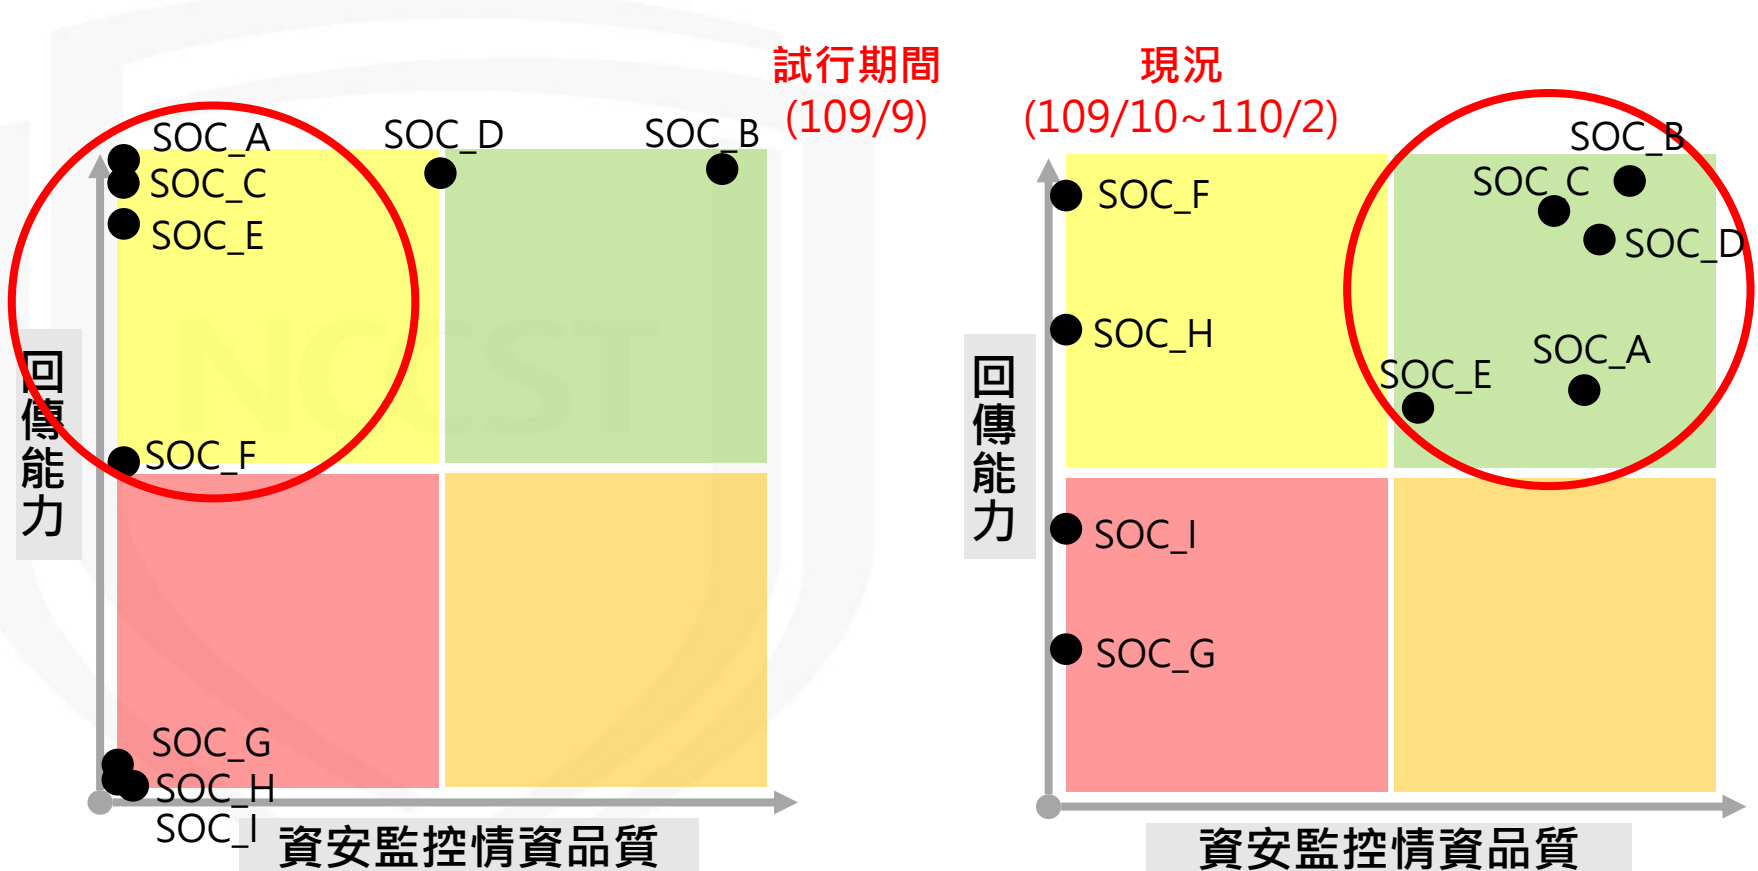 試行期間
(109/9)
SOC_A
SOC_D
SOC_B
SOC_C
SOC_E
SOC_F
SOC_G
SOC_H
SOC_I
回傳能力
資安監控情資品質
NCCST
現況
(109/10~110/2)
SOC_B
SOC_C
SOC_F
SOC_D
SOC_H
SOC_A
SOC_E
SOC_I
SOC_G
回傳能力
資安監控情資品質